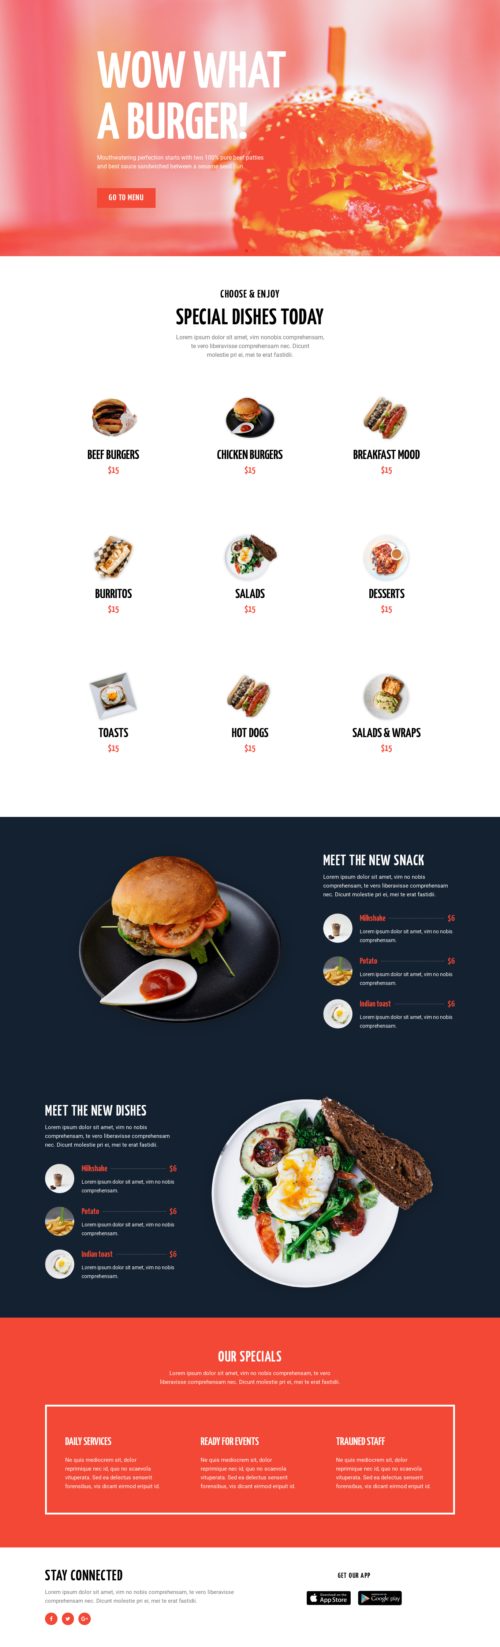 WOW WHAT
A BURGER!
Mouthwatering perfection starts with two 100% pure beef patties
and best sauce sandwiched between a sesame seed bun.
GO TO MENU
CHOOSE & ENJOY
SPECIAL DISHES TODAY
Lorem ipsum dolor sit amet, vim nonobis comprehensam,
te vero liberavisse comprehensam nec. Dicunt
molestie pri ei, mei te erat fastidii.
BEEF BURGERS
$15
CHICKEN BURGERS
$15
BREAKFAST MOOD
$15
BURRITOS
$15
SALADS
$15
DESSERTS
$15
TOASTS
$15
HOT DOGS
$15
SALADS & WRAPS
$15
MEET THE NEW SNACK
Lorem ipsum dolor sit amet, vim no nobis
comprehensam, te vero liberavisse comprehensam
nec. Dicunt molestie pri ei, mei te erat fastidii.
Milkshake $6
Lorem ipsum dolor sit amet, vim no nobis
comprehensam.
Potato $6
Lorem ipsum dolor sit amet, vim no nobis
comprehensam.
Indian toast $6
Lorem ipsum dolor sit amet, vim no nobis
comprehensam.
MEET THE NEW DISHES
Lorem ipsum dolor sit amet, vim no nobis
comprehensam, te vero liberavisse comprehensam
nec. Dicunt molestie pri ei, mei te erat fastidii.
Milkshake $6
Lorem ipsum dolor sit amet, vim no nobis
comprehensam.
Potato $6
Lorem ipsum dolor sit amet, vim no nobis
comprehensam.
Indian toast $6
Lorem ipsum dolor sit amet, vim no nobis
comprehensam.
OUR SPECIALS
Lorem ipsum dolor sit amet, vim no nobis comprehensam, te vero
liberavisse comprehensam nec. Dicunt molestie pri ei, mei te erat fastidii.
DAILY SERVICES
Ne quis mediocrem sit, dolor
reprimique nec id, quo no scaevola
vituperata. Sed ea delectus senserit
forensibus, vis dicant eirmod eripuit id.
READY FOR EVENTS
Ne quis mediocrem sit, dolor
reprimique nec id, quo no scaevola
vituperata. Sed ea delectus senserit
forensibus, vis dicant eirmod eripuit id.
TRAUNED STAFF
Ne quis mediocrem sit, dolor
reprimique nec id, quo no scaevola
vituperata. Sed ea delectus senserit
forensibus, vis dicant eirmod eripuit id.
STAY CONNECTED
Lorem ipsum dolor sit amet, vim no nobis comprehensam, te vero liberavisse
comprehensam nec. Dicunt molestie pri ei, mei te erat fastidii.
GET OUR APP
Download on the
App Store
Google play